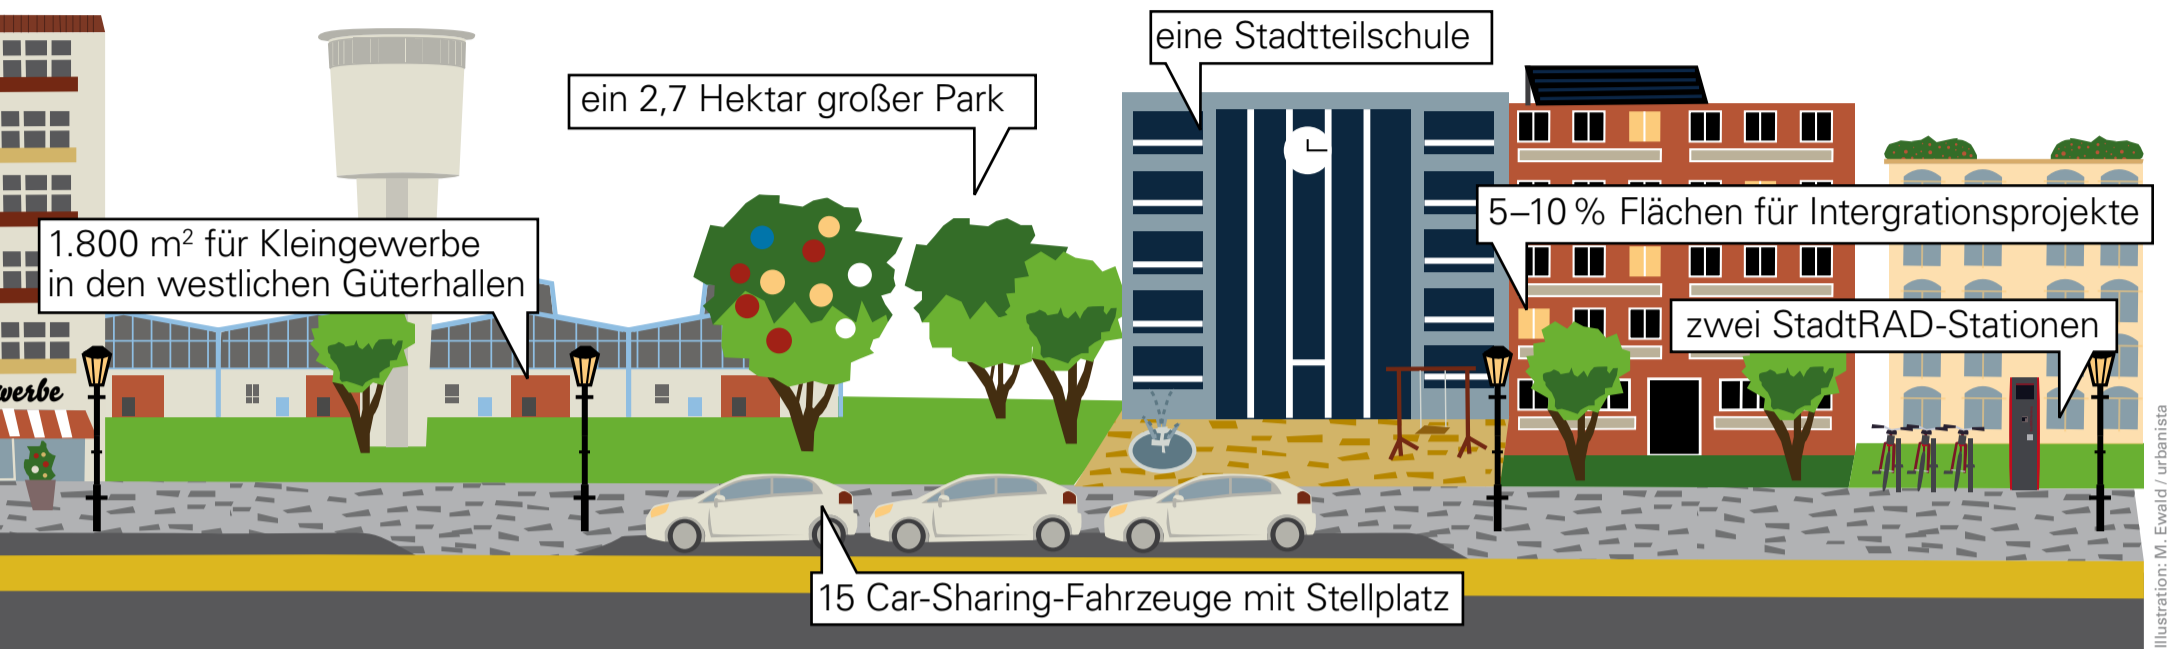 eine Stadtteilschule
ein 2,7 Hektar großer Park
5–10 % Flächen für Intergrationsprojekte
1.800 m² für Kleingewerbe
in den westlichen Güterhallen
zwei StadtRAD-Stationen
werbe
15 Car-Sharing-Fahrzeuge mit Stellplatz
Illustration: M. Ewald / urbanista